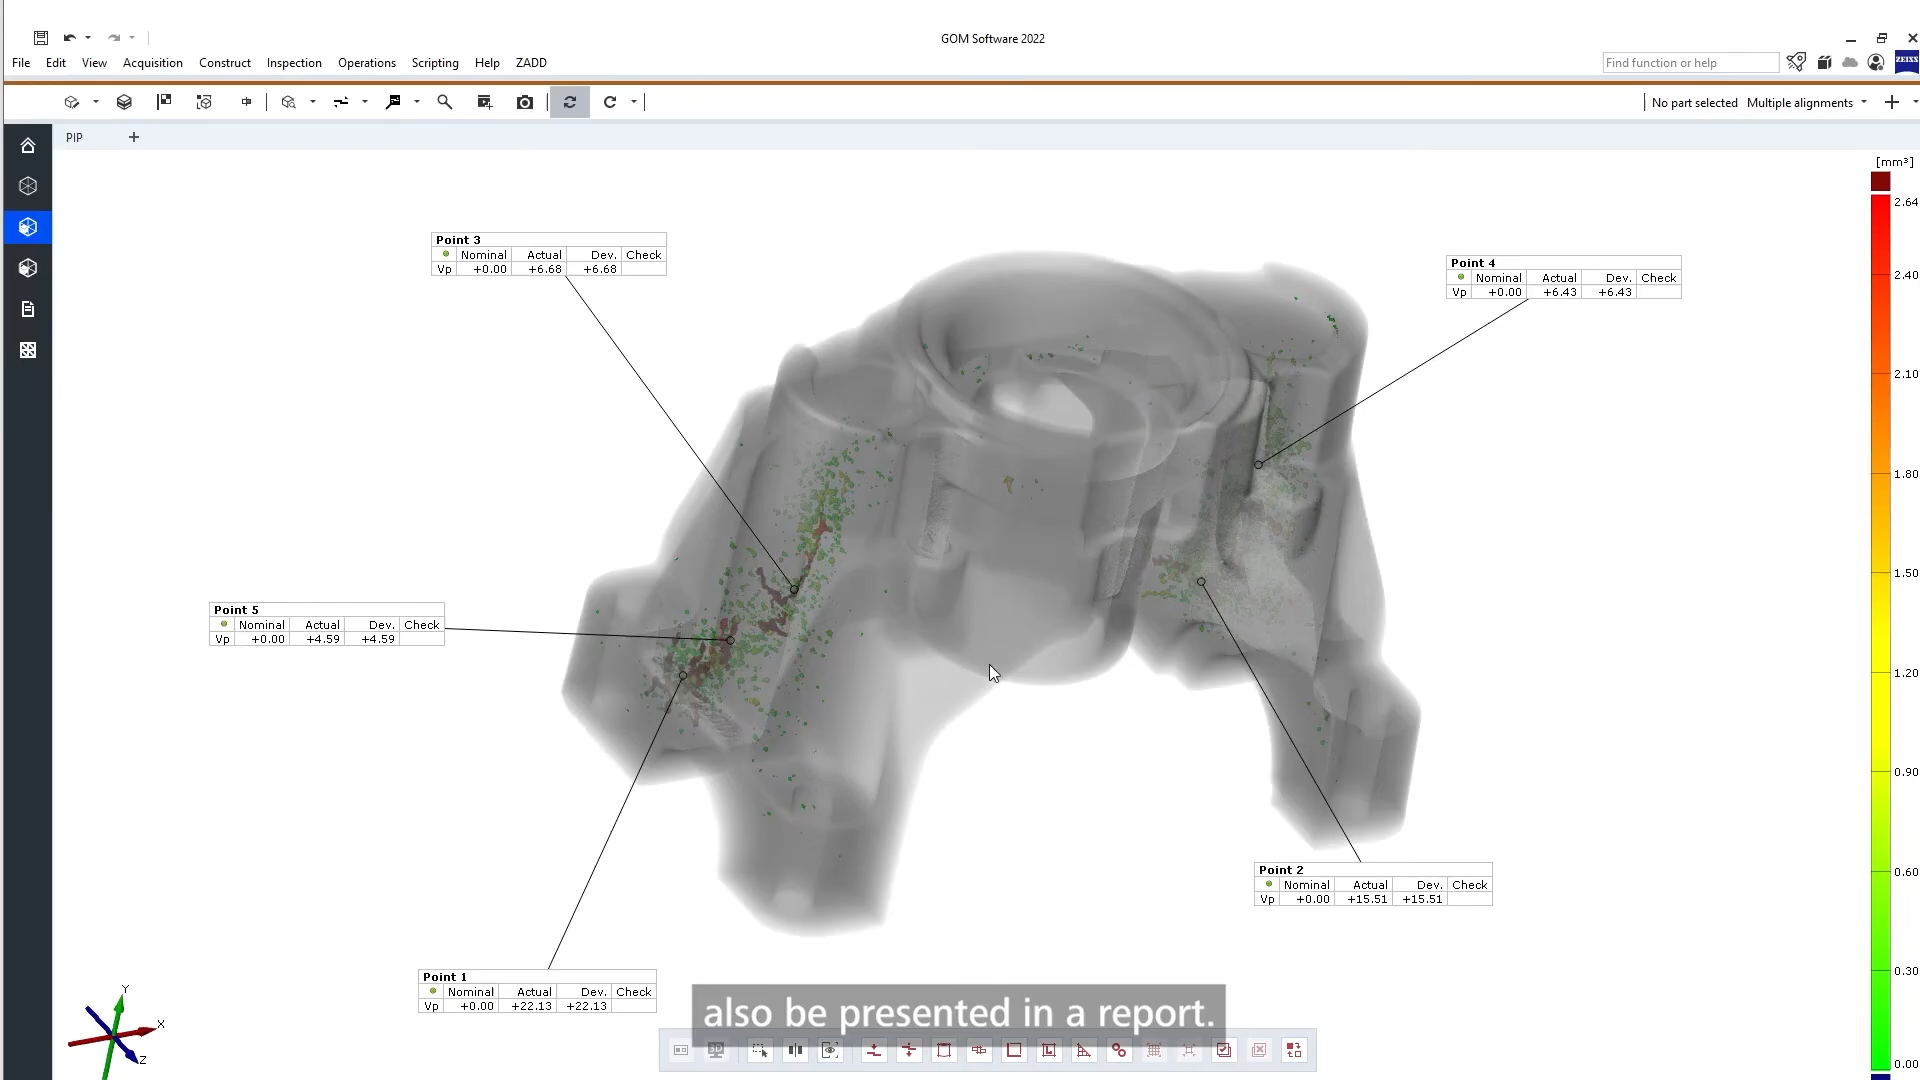 GOM Software 2022
File Edit View Acquisition Construct Inspection Operations Scripting Help ZADD
Find function or help
ZEISS
No part selected Multiple alignments
PIP
[mm³]
2.64
2.40
2.10
1.80
1.50
1.20
0.90
0.60
0.30
0.00
Point 3
Nominal Actual Dev. Check
Vp +0.00 +6.68 +6.68
Point 4
Nominal Actual Dev. Check
Vp +0.00 +6.43 +6.43
Point 5
Nominal Actual Dev. Check
Vp +0.00 +4.59 +4.59
Point 2
Nominal Actual Dev. Check
Vp +0.00 +15.51 +15.51
Point 1
Nominal Actual Dev. Check
Vp +0.00 +22.13 +22.13
Y
X
Z
also be presented in a report.
3D